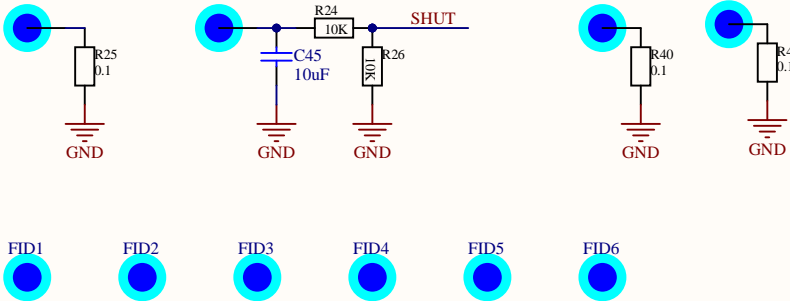 R24
10K
SHUT
R25
0.1
C45
10uF
R26
10K
R40
0.1
GND
GND
GND
GND
GND
FID1
FID2
FID3
FID4
FID5
FID6